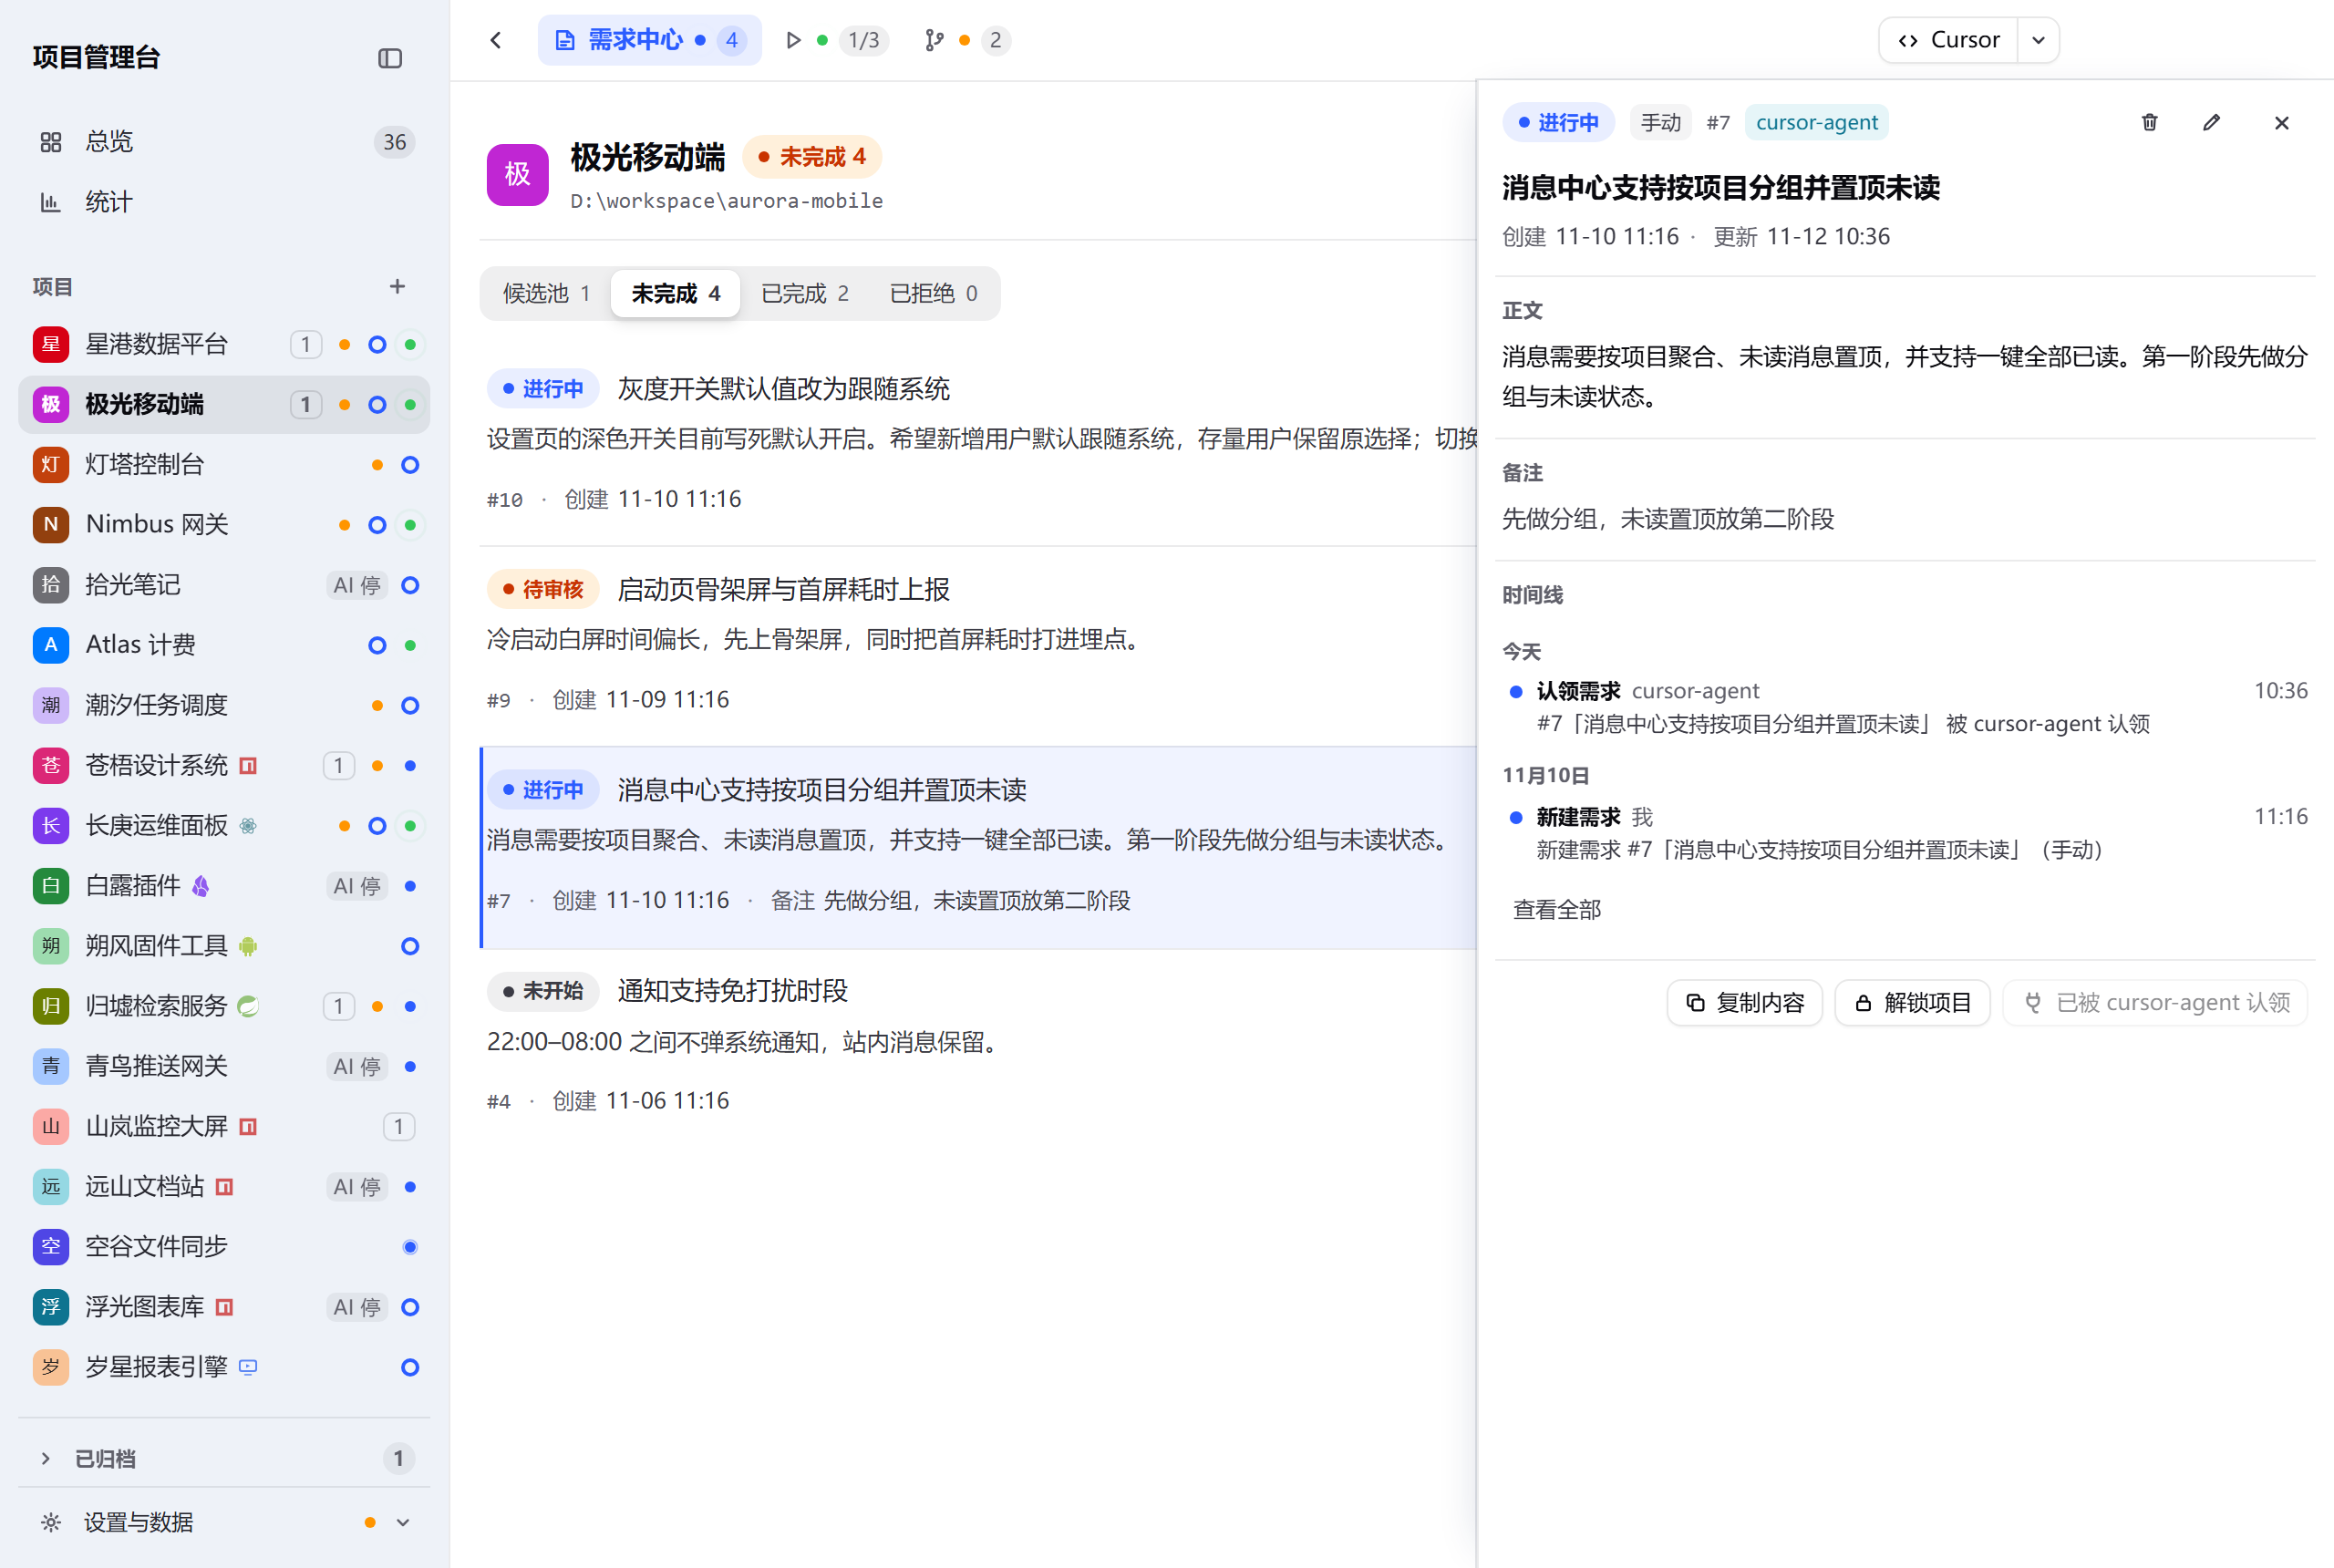 项目管理台
总览 36
统计
项目
星 星港数据平台 1
极 极光移动端 1
灯 灯塔控制台
N Nimbus 网关
拾 拾光笔记 AI 停
A Atlas 计费
潮 潮汐任务调度
苍 苍梧设计系统 1
长 长庚运维面板
白 白露插件 AI 停
朔 朔风固件工具
归 归墟检索服务 1
青 青鸟推送网关 AI 停
山 山岚监控大屏 1
远 远山文档站 AI 停
空 空谷文件同步
浮 浮光图表库 AI 停
岁 岁星报表引擎
已归档 1
设置与数据
需求中心 4 1/3 2
Cursor
极 极光移动端 未完成 4
D:\workspace\aurora-mobile
候选池 1 未完成 4 已完成 2 已拒绝 0
进行中 灰度开关默认值改为跟随系统
设置页的深色开关目前写死默认开启。希望新增用户默认跟随系统，存量用户保留原选择；切换
#10 · 创建 11-10 11:16
待审核 启动页骨架屏与首屏耗时上报
冷启动白屏时间偏长，先上骨架屏，同时把首屏耗时打进埋点。
#9 · 创建 11-09 11:16
进行中 消息中心支持按项目分组并置顶未读
消息需要按项目聚合、未读消息置顶，并支持一键全部已读。第一阶段先做分组与未读状态。
#7 · 创建 11-10 11:16 · 备注 先做分组，未读置顶放第二阶段
未开始 通知支持免打扰时段
22:00–08:00 之间不弹系统通知，站内消息保留。
#4 · 创建 11-06 11:16
进行中 手动 #7 cursor-agent
消息中心支持按项目分组并置顶未读
创建 11-10 11:16 · 更新 11-12 10:36
正文
消息需要按项目聚合、未读消息置顶，并支持一键全部已读。第一阶段先做分
组与未读状态。
备注
先做分组，未读置顶放第二阶段
时间线
今天
认领需求 cursor-agent 10:36
#7「消息中心支持按项目分组并置顶未读」 被 cursor-agent 认领
11月10日
新建需求 我 11:16
新建需求 #7「消息中心支持按项目分组并置顶未读」（手动）
查看全部
复制内容 解锁项目 已被 cursor-agent 认领